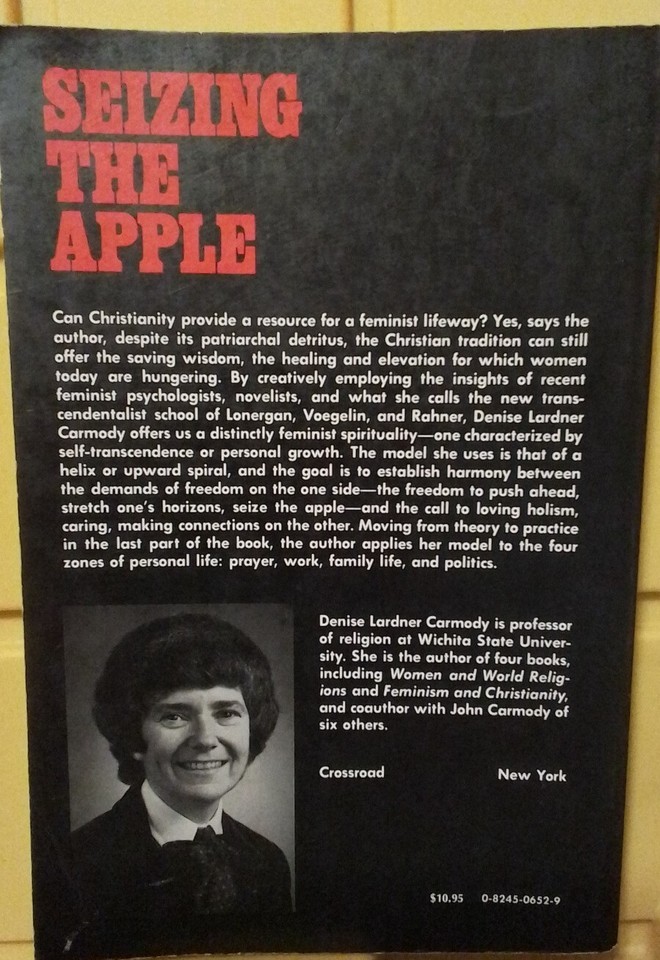 SEIZING
THE
APPLE
Can Christianity provide a resource for a feminist lifeway? Yes, says the
author, despite its patriarchal detritus, the Christian tradition can still
offer the saving wisdom, the healing and elevation for which women
today are hungering. By creatively employing the insights of recent
feminist psychologists, novelists, and what she calls the new trans-
cendentalist school of Lonergan, Voegelin, and Rahner, Denise Lardner
Carmody offers us a distinctly feminist spirituality—one characterized by
self-transcendence or personal growth. The model she uses is that of a
helix or upward spiral, and the goal is to establish harmony between
the demands of freedom on the one side—the freedom to push ahead,
stretch one's horizons, seize the apple—and the call to loving holism,
caring, making connections on the other. Moving from theory to practice
in the last part of the book, the author applies her model to the four
zones of personal life: prayer, work, family life, and politics.
Denise Lardner Carmody is professor
of religion at Wichita State Univer-
sity. She is the author of four books,
including Women and World Relig-
ions and Feminism and Christianity,
and coauthor with John Carmody of
six others.
Crossroad New York
$10.95 0-8245-0652-9